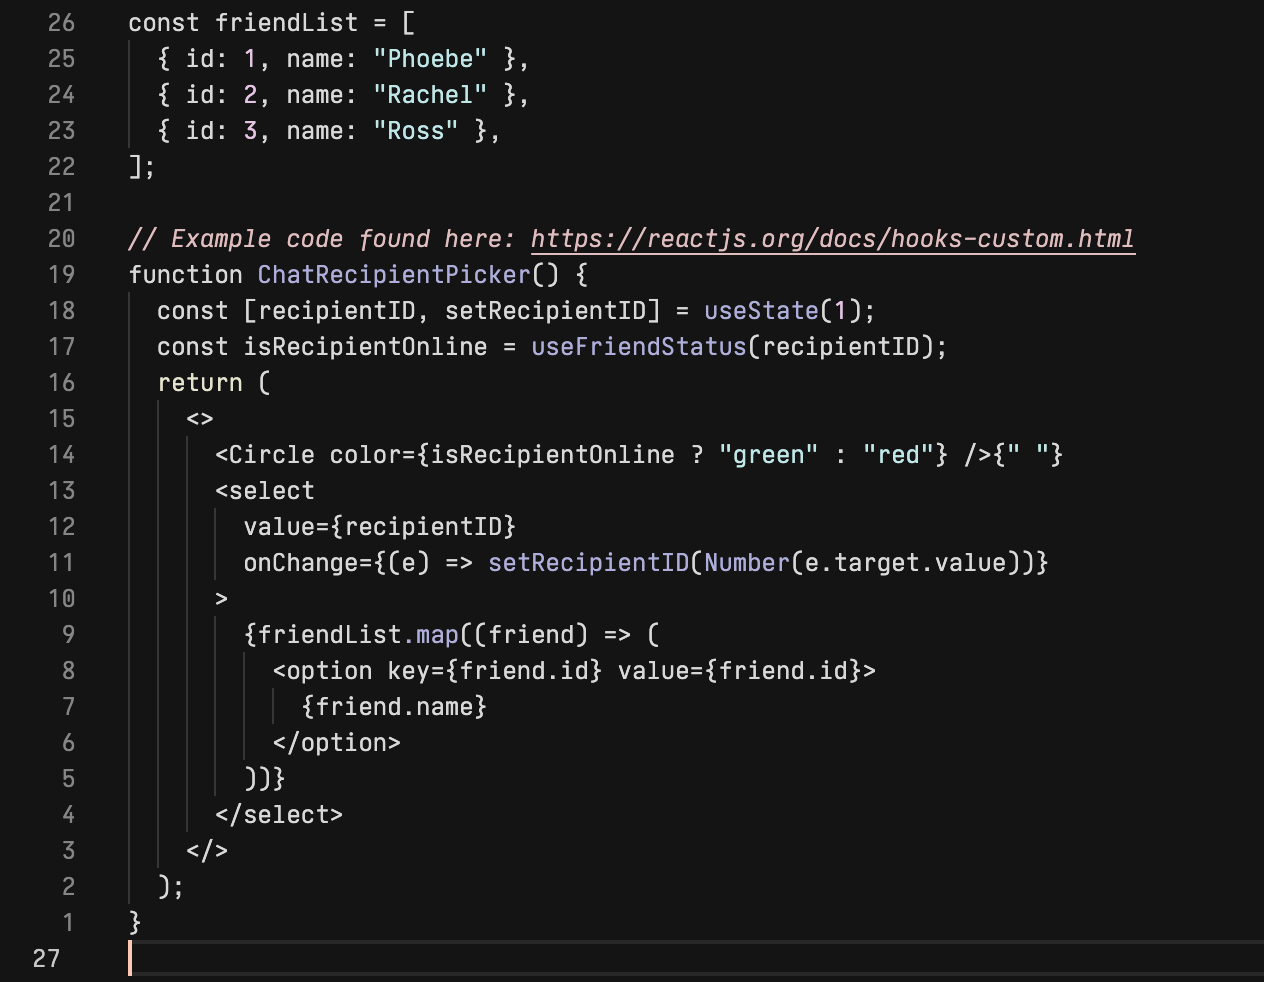 26 const friendList = [
25 { id: 1, name: "Phoebe" },
24 { id: 2, name: "Rachel" },
23 { id: 3, name: "Ross" },
22 ];
21
20 // Example code found here: https://reactjs.org/docs/hooks-custom.html
19 function ChatRecipientPicker() {
18 const [recipientID, setRecipientID] = useState(1);
17 const isRecipientOnline = useFriendStatus(recipientID);
16 return (
15 <>
14 <Circle color={isRecipientOnline ? "green" : "red"} />{" "}
13 <select
12 value={recipientID}
11 onChange={(e) => setRecipientID(Number(e.target.value))}
10 >
9 {friendList.map((friend) => (
8 <option key={friend.id} value={friend.id}>
7 {friend.name}
6 </option>
5 ))}
4 </select>
3 </>
2 );
1 }
27